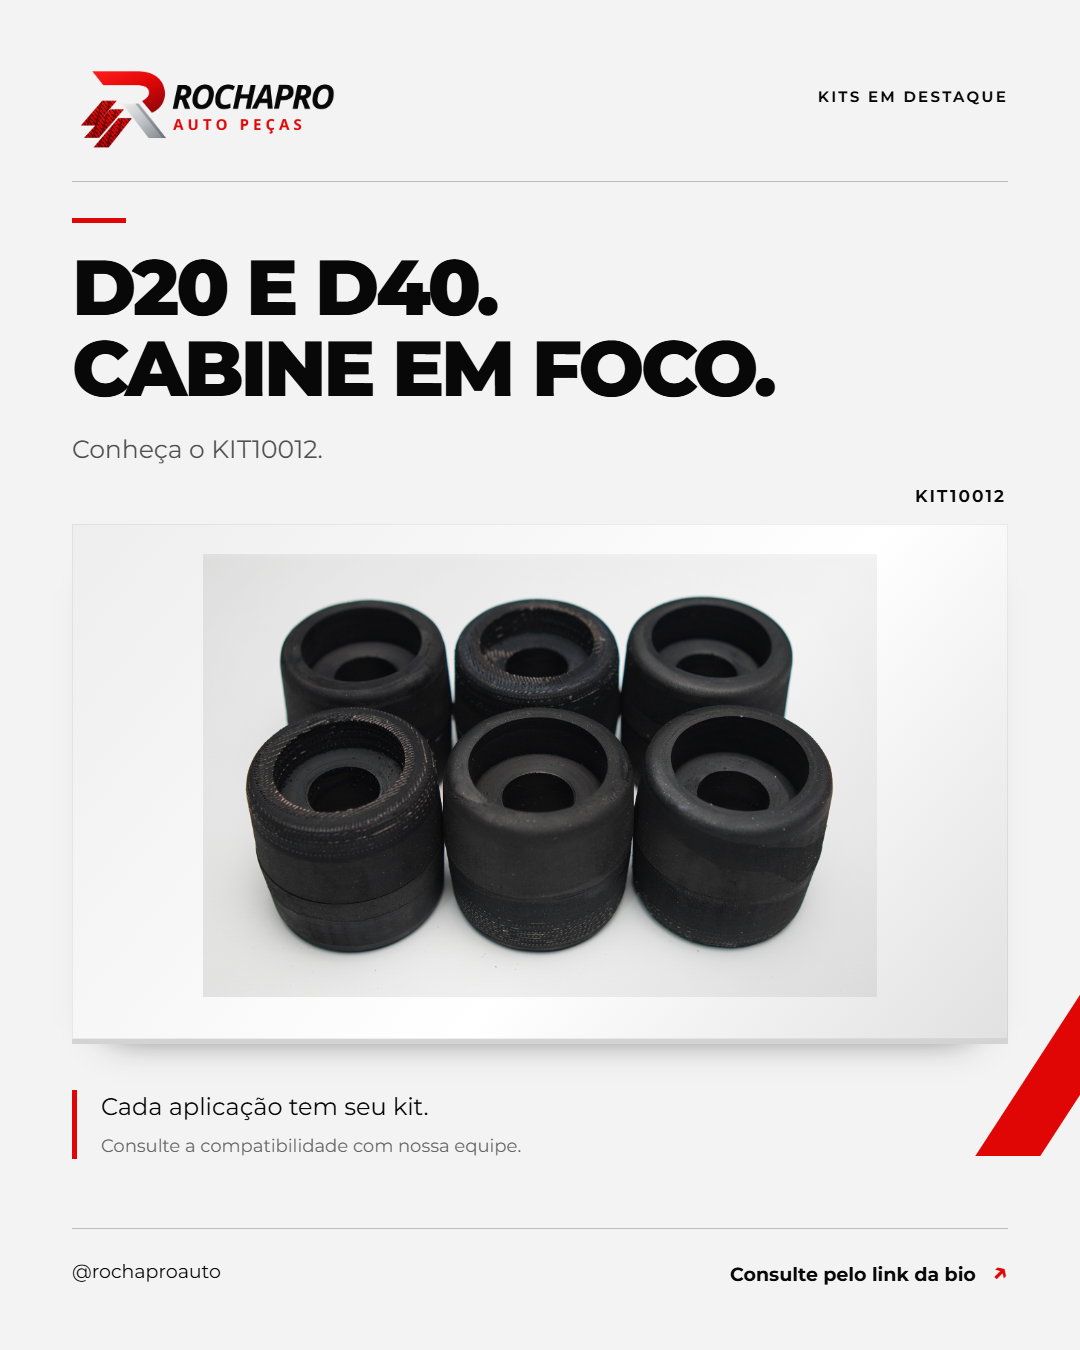 ROCHAPRO
AUTO PEÇAS
KITS EM DESTAQUE
D20 E D40.
CABINE EM FOCO.
Conheça o KIT10012.
KIT10012
Cada aplicação tem seu kit.
Consulte a compatibilidade com nossa equipe.
@rochaproauto
Consulte pelo link da bio